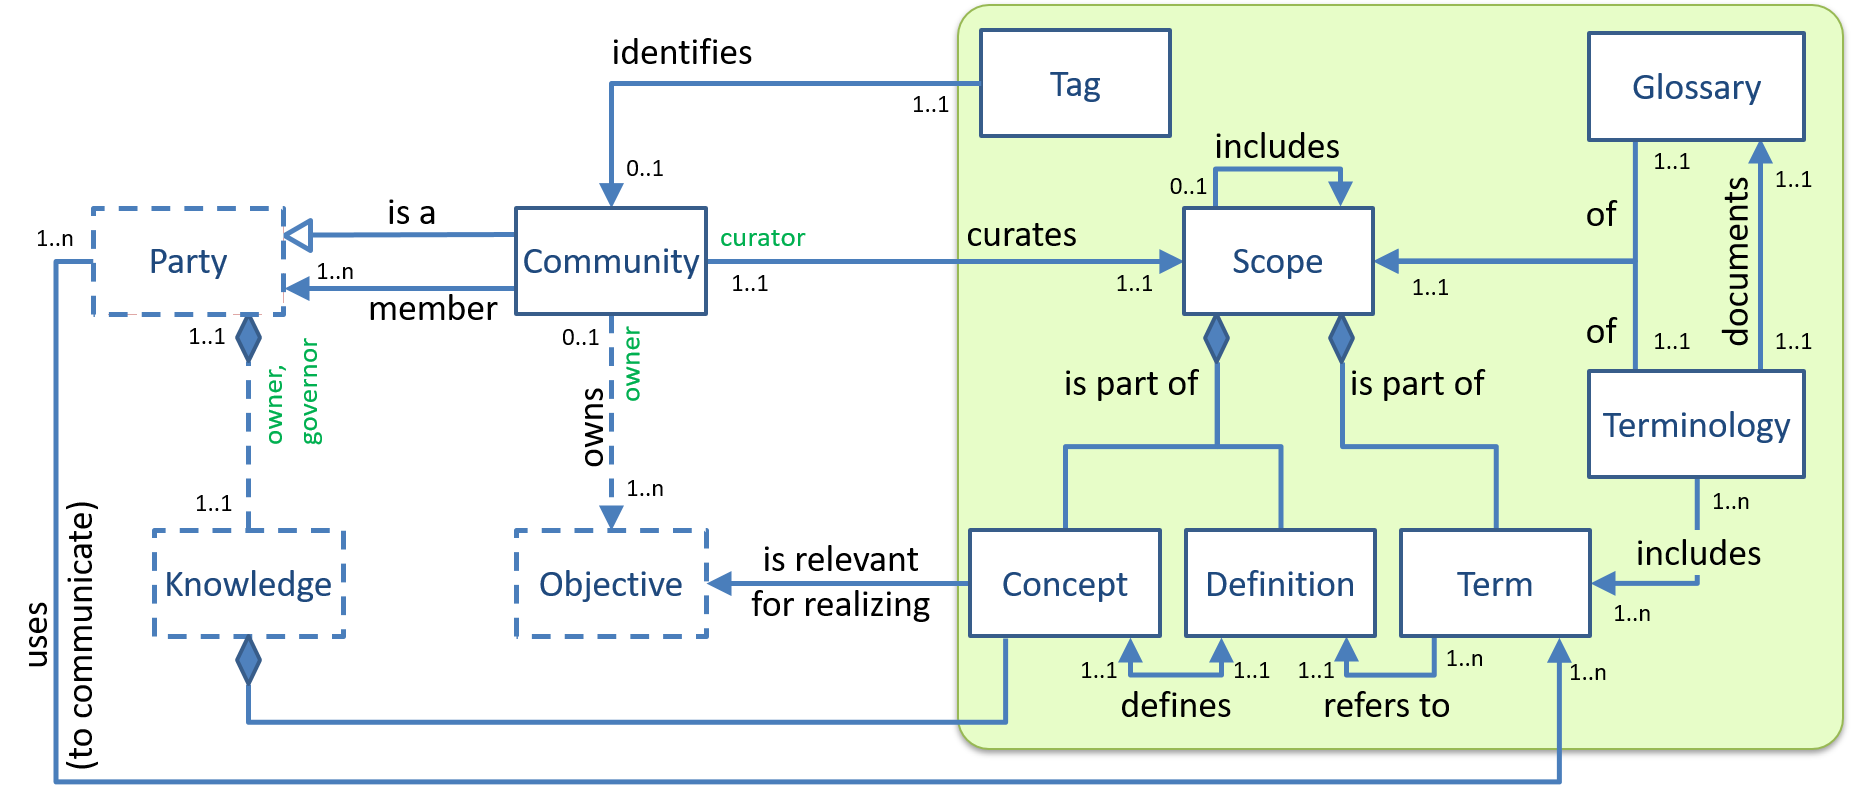 identifies
Tag
Glossary
1..1
includes
1..1
1..1
0..1
0..1
documents
is a
of
1..n
Party
1..n
member
Community
curator
1..1
curates
1..1
Scope
1..1
1..1
0..1
owner
of
1..1
1..1
owner,
governor
owns
is part of
is part of
Terminology
1..1
1..n
1..n
Knowledge
Objective
is relevant
for realizing
Concept
Definition
Term
includes
1..n
uses
(to communicate)
1..1
1..1
defines
1..1
1..n
refers to
1..n